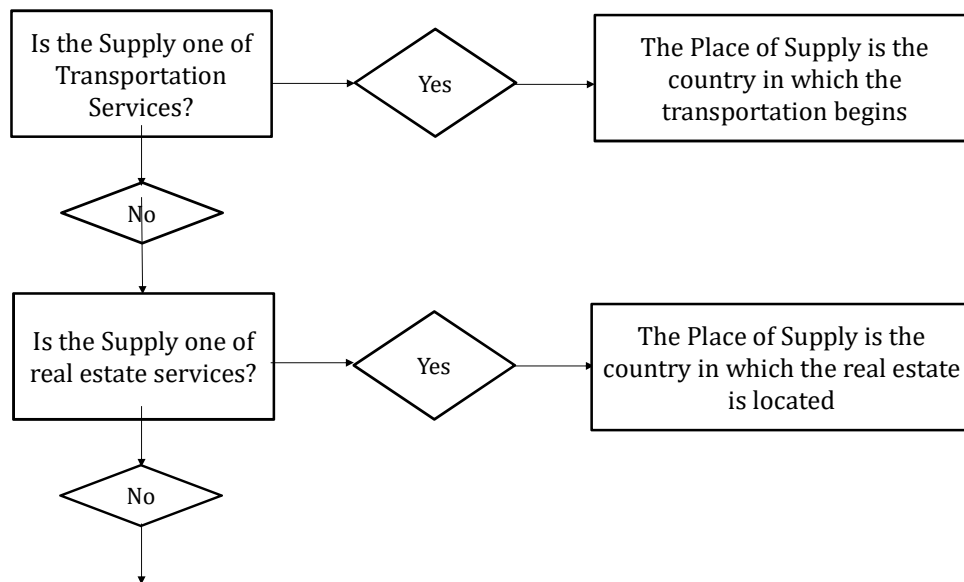 Is the Supply one of
Transportation
Services?
Yes
The Place of Supply is the
country in which the
transportation begins
No
Is the Supply one of
real estate services?
Yes
The Place of Supply is the
country in which the real estate
is located
No